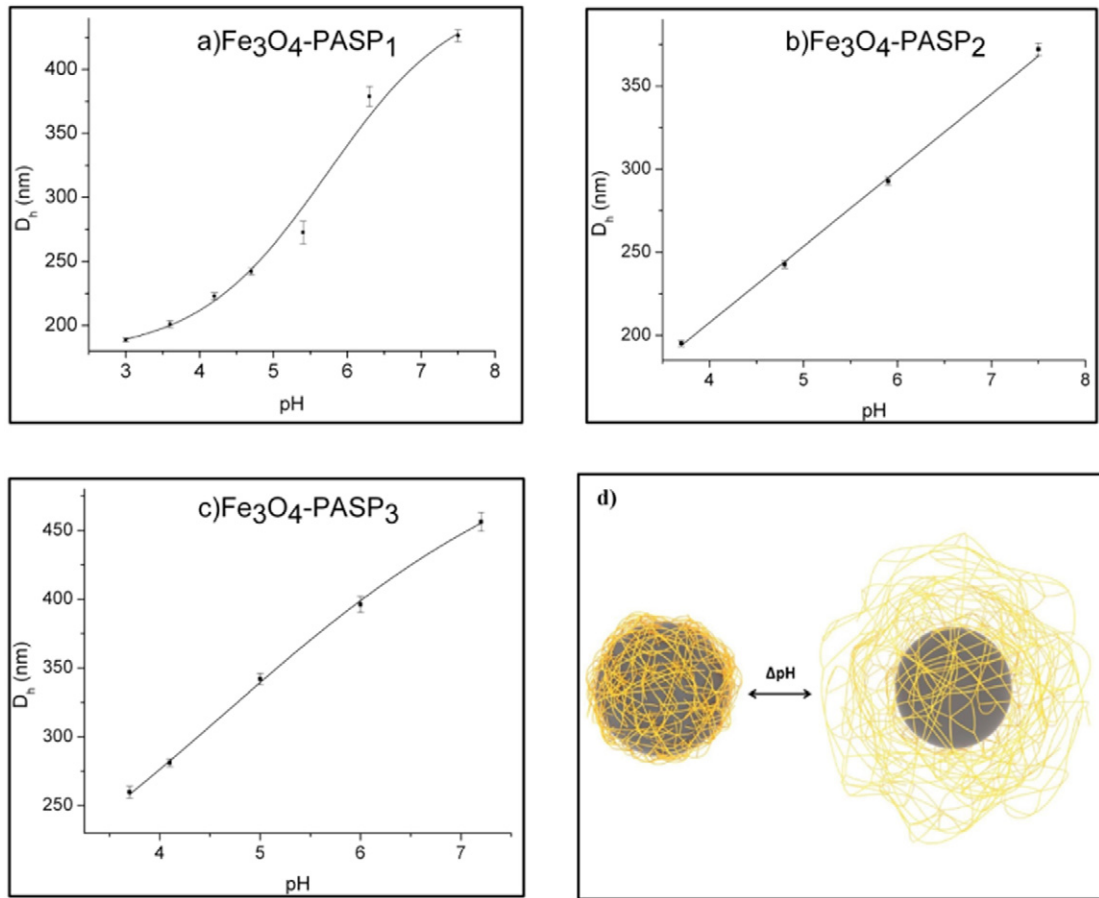 a)Fe3O4-PASP1
400
350
300
250
200
Dh (nm)
3 4 5 6 7 8
pH
b)Fe3O4-PASP2
350
300
250
200
Dh (nm)
4 5 6 7 8
pH
c)Fe3O4-PASP3
450
400
350
300
250
Dh (nm)
4 5 6 7
pH
d)
ΔpH